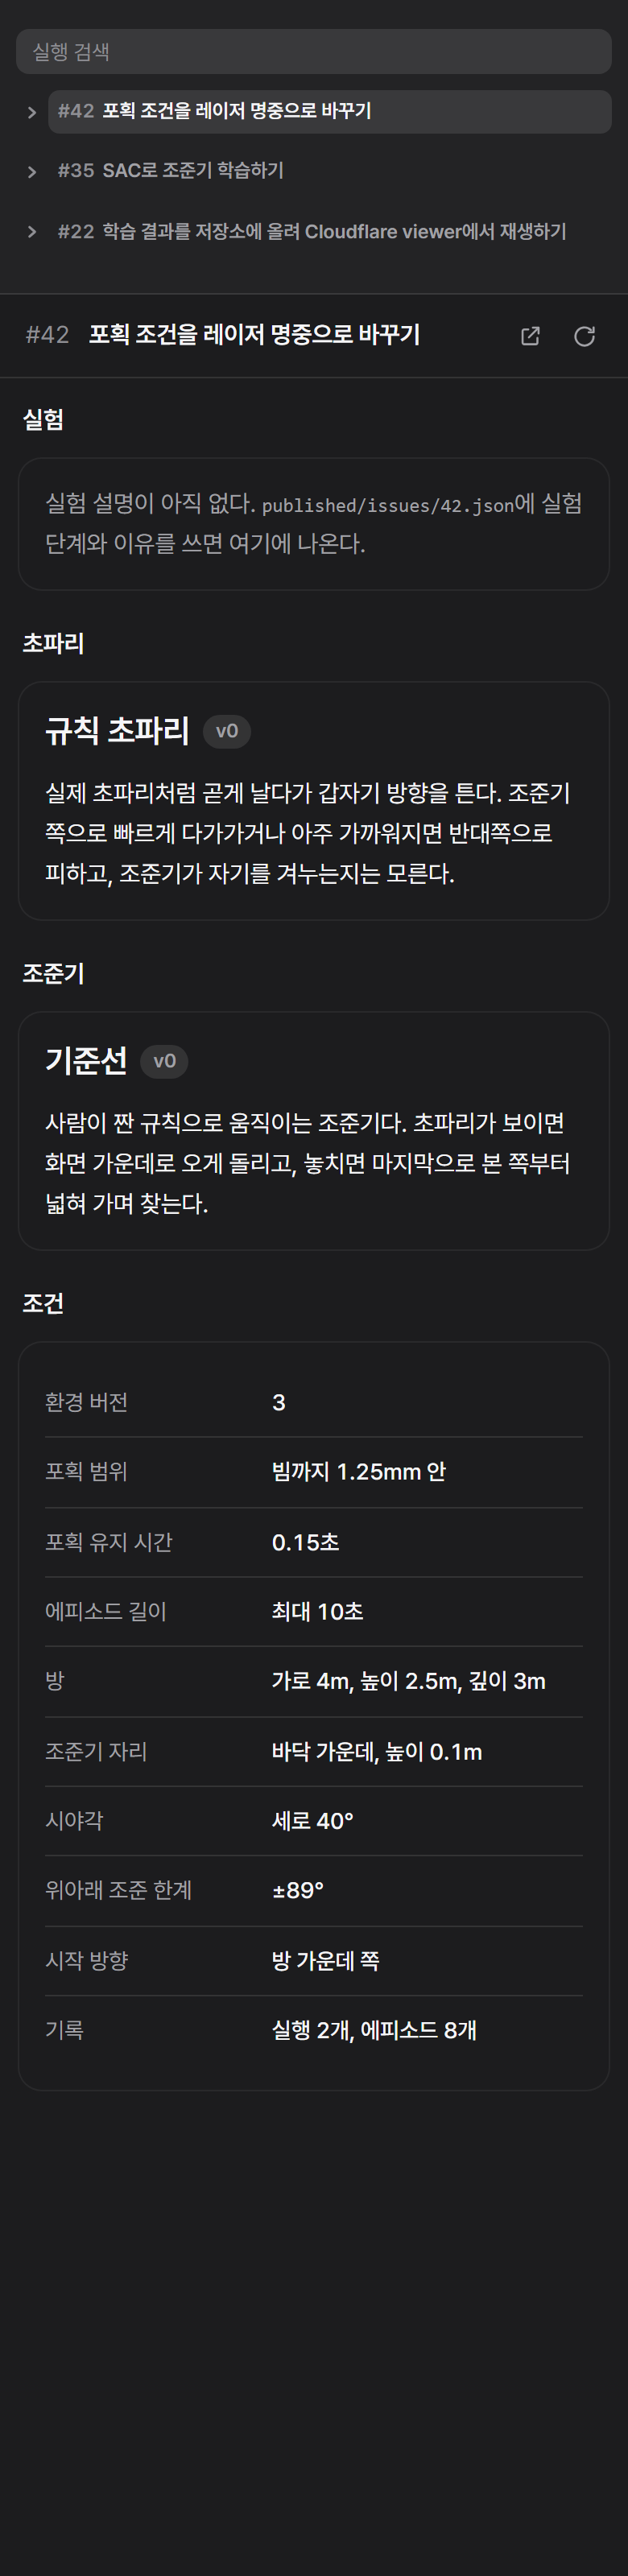 실행 검색
#42 포획 조건을 레이저 명중으로 바꾸기
#35 SAC로 조준기 학습하기
#22 학습 결과를 저장소에 올려 Cloudflare viewer에서 재생하기
#42 포획 조건을 레이저 명중으로 바꾸기
실험
실험 설명이 아직 없다. published/issues/42.json에 실험
단계와 이유를 쓰면 여기에 나온다.
초파리
규칙 초파리 v0
실제 초파리처럼 곧게 날다가 갑자기 방향을 튼다. 조준기
쪽으로 빠르게 다가가거나 아주 가까워지면 반대쪽으로
피하고, 조준기가 자기를 겨누는지는 모른다.
조준기
기준선 v0
사람이 짠 규칙으로 움직이는 조준기다. 초파리가 보이면
화면 가운데로 오게 돌리고, 놓치면 마지막으로 본 쪽부터
넓혀 가며 찾는다.
조건
환경 버전 3
포획 범위 빔까지 1.25mm 안
포획 유지 시간 0.15초
에피소드 길이 최대 10초
방 가로 4m, 높이 2.5m, 깊이 3m
조준기 자리 바닥 가운데, 높이 0.1m
시야각 세로 40°
위아래 조준 한계 ±89°
시작 방향 방 가운데 쪽
기록 실행 2개, 에피소드 8개